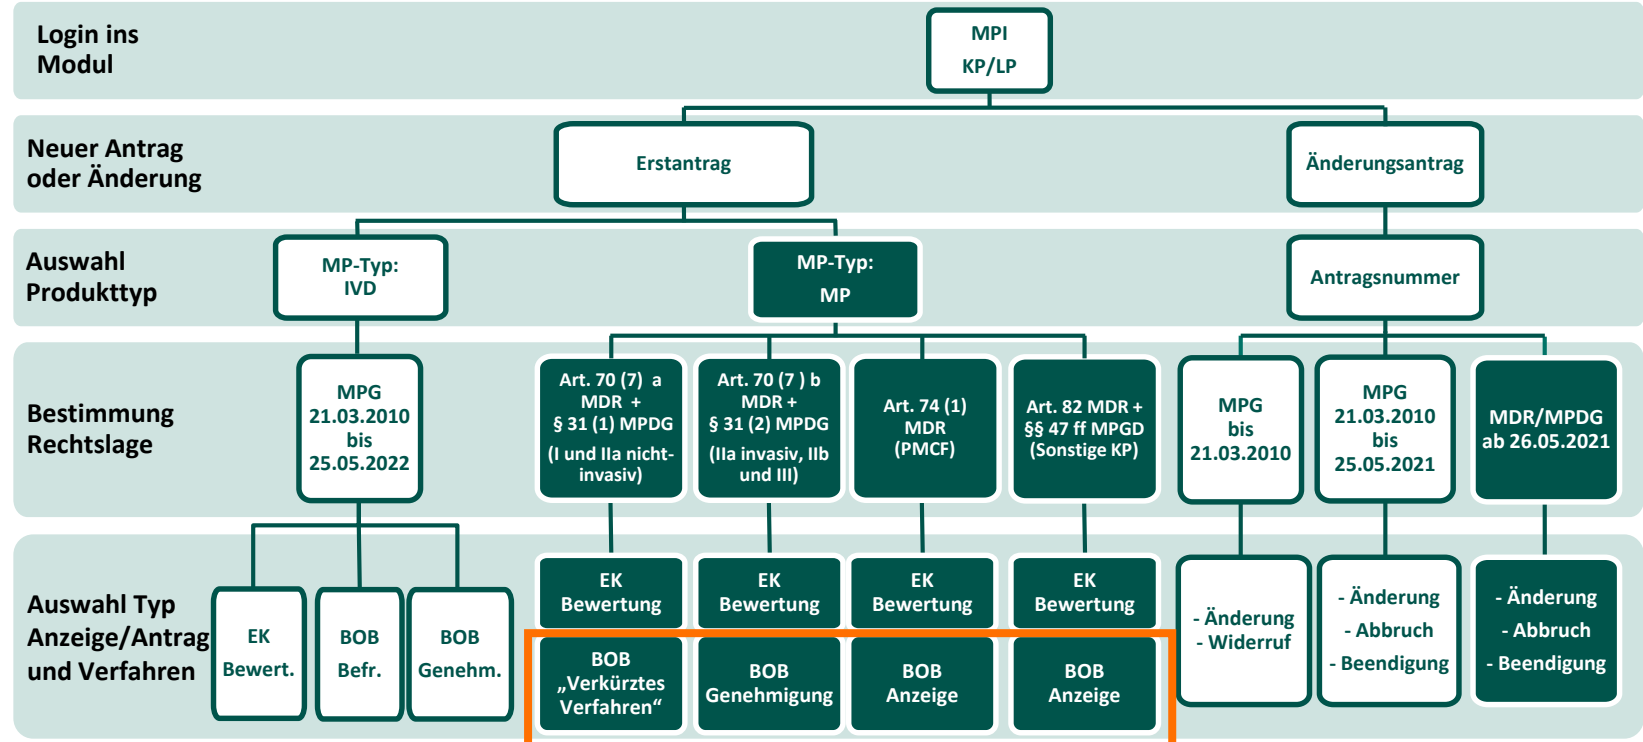 Login ins
Modul
MPI
KP/LP
Neuer Antrag
oder Änderung
Erstantrag
Änderungsantrag
Auswahl
Produkttyp
MP-Typ:
IVD
MP-Typ:
MP
Antragsnummer
Bestimmung
Rechtslage
MPG
21.03.2010
bis
25.05.2022
Art. 70 (7) a
MDR +
§ 31 (1) MPDG
(I und IIa nicht-
invasiv)
Art. 70 (7 ) b
MDR +
§ 31 (2) MPDG
(IIa invasiv, IIb
und III)
Art. 74 (1)
MDR
(PMCF)
Art. 82 MDR +
§§ 47 ff MPGD
(Sonstige KP)
MPG
bis
21.03.2010
MPG
21.03.2010
bis
25.05.2021
MDR/MPDG
ab 26.05.2021
Auswahl Typ
Anzeige/Antrag
und Verfahren
EK
Bewert.
BOB
Befr.
BOB
Genehm.
EK
Bewertung
EK
Bewertung
EK
Bewertung
EK
Bewertung
BOB
„Verkürztes
Verfahren“
BOB
Genehmigung
BOB
Anzeige
BOB
Anzeige
- Änderung
- Widerruf
- Änderung
- Abbruch
- Beendigung
- Änderung
- Abbruch
- Beendigung